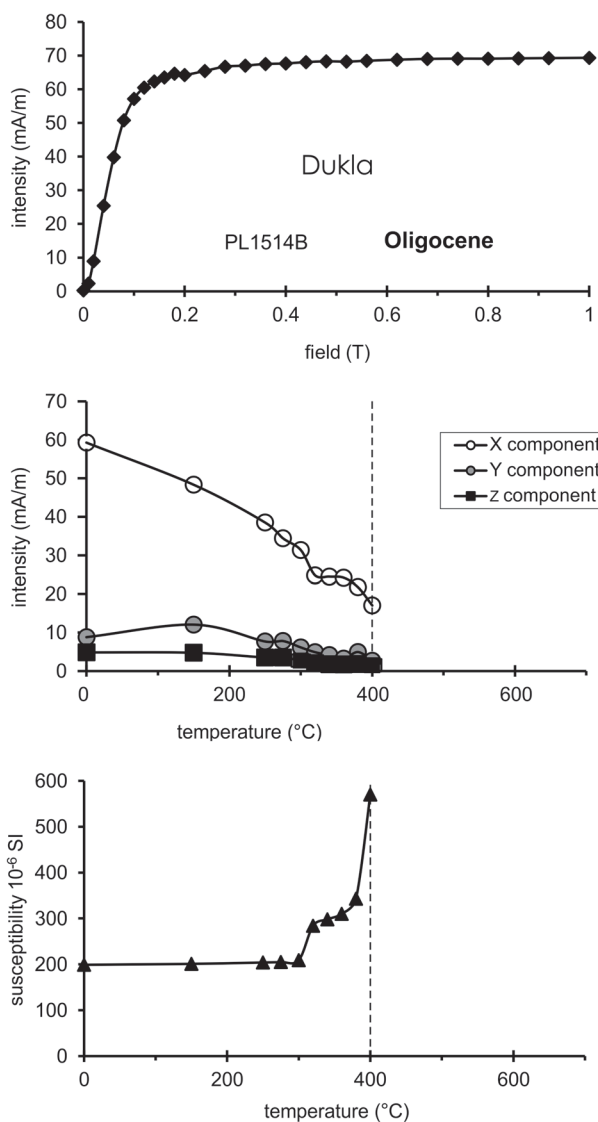 80
70
60
50
40
30
20
10
0
intensity (mA/m)
Dukla
PL1514B Oligocene
0 0.2 0.4 0.6 0.8 1
field (T)
70
60
50
40
30
20
10
0
intensity (mA/m)
X component
Y component
Z component
0 200 400 600
temperature (°C)
600
500
400
300
200
100
0
susceptibility 10⁻⁶ SI
0 200 400 600
temperature (°C)